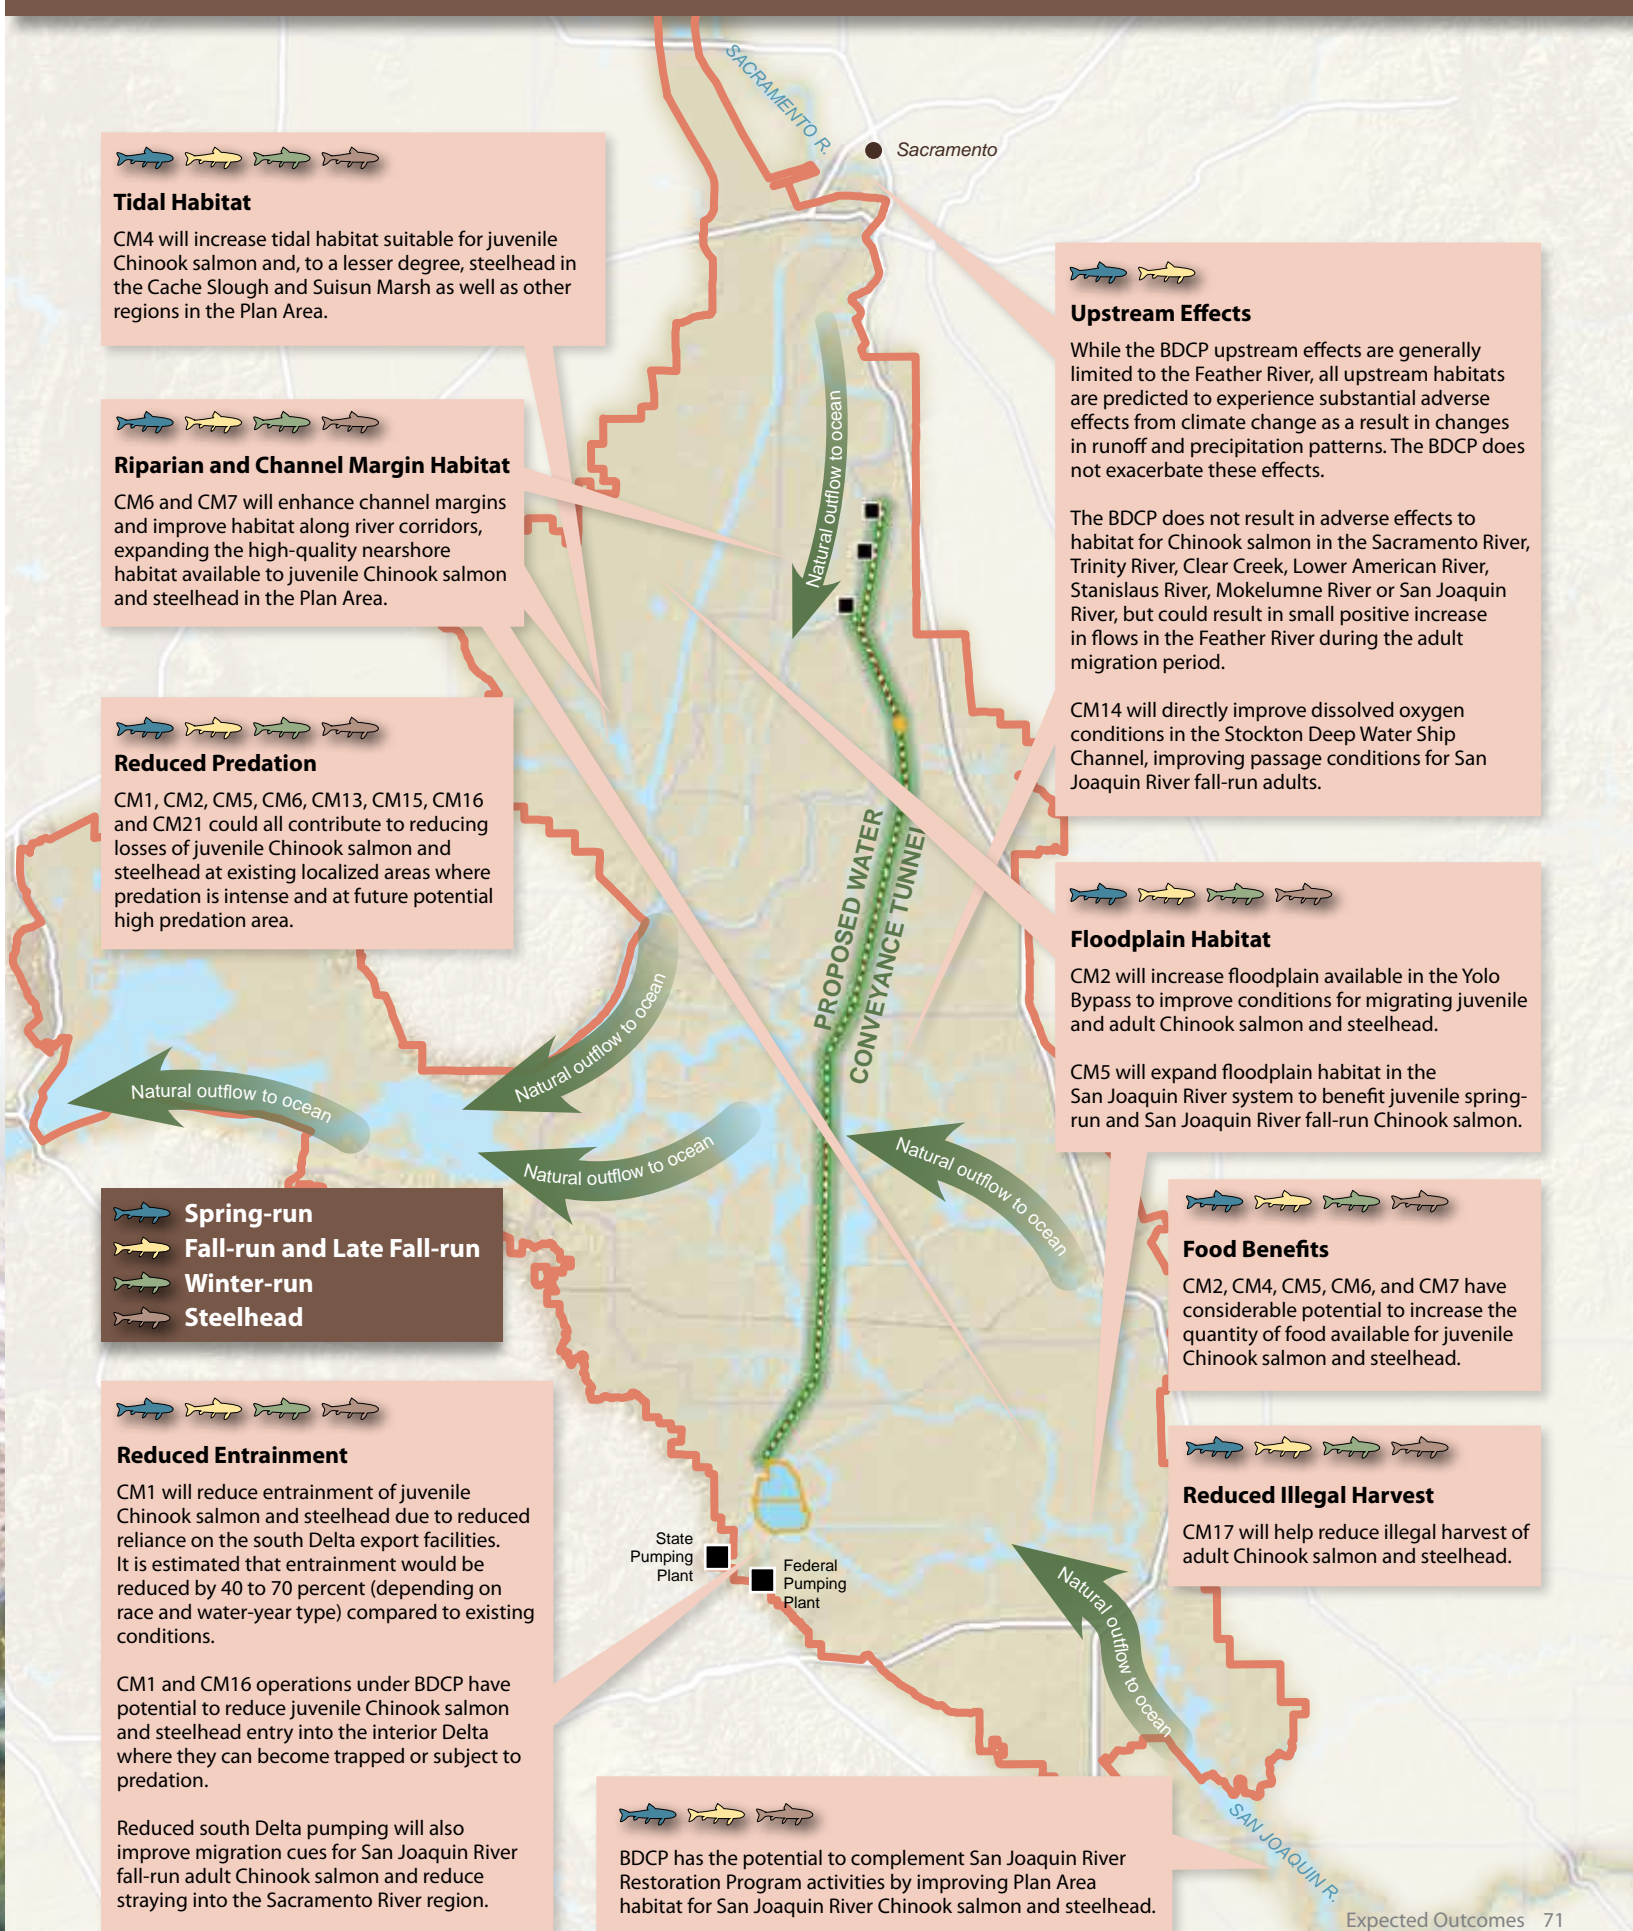 SACRAMENTO R.
Sacramento
Tidal Habitat
CM4 will increase tidal habitat suitable for juvenile
Chinook salmon and, to a lesser degree, steelhead in
the Cache Slough and Suisun Marsh as well as other
regions in the Plan Area.
Riparian and Channel Margin Habitat
CM6 and CM7 will enhance channel margins
and improve habitat along river corridors,
expanding the high-quality nearshore
habitat available to juvenile Chinook salmon
and steelhead in the Plan Area.
Reduced Predation
CM1, CM2, CM5, CM6, CM13, CM15, CM16
and CM21 could all contribute to reducing
losses of juvenile Chinook salmon and
steelhead at existing localized areas where
predation is intense and at future potential
high predation area.
Upstream Effects
While the BDCP upstream effects are generally
limited to the Feather River, all upstream habitats
are predicted to experience substantial adverse
effects from climate change as a result in changes
in runoff and precipitation patterns. The BDCP does
not exacerbate these effects.
The BDCP does not result in adverse effects to
habitat for Chinook salmon in the Sacramento River,
Trinity River, Clear Creek, Lower American River,
Stanislaus River, Mokelumne River or San Joaquin
River, but could result in small positive increase
in flows in the Feather River during the adult
migration period.
CM14 will directly improve dissolved oxygen
conditions in the Stockton Deep Water Ship
Channel, improving passage conditions for San
Joaquin River fall-run adults.
Floodplain Habitat
CM2 will increase floodplain available in the Yolo
Bypass to improve conditions for migrating juvenile
and adult Chinook salmon and steelhead.
CM5 will expand floodplain habitat in the
San Joaquin River system to benefit juvenile spring-
run and San Joaquin River fall-run Chinook salmon.
Natural outflow to ocean
PROPOSED WATER
CONVEYANCE TUNNEL
Natural outflow to ocean
Natural outflow to ocean
Natural outflow to ocean
Natural outflow to ocean
Spring-run
Fall-run and Late Fall-run
Winter-run
Steelhead
Food Benefits
CM2, CM4, CM5, CM6, and CM7 have
considerable potential to increase the
quantity of food available for juvenile
Chinook salmon and steelhead.
Reduced Illegal Harvest
CM17 will help reduce illegal harvest of
adult Chinook salmon and steelhead.
Reduced Entrainment
CM1 will reduce entrainment of juvenile
Chinook salmon and steelhead due to reduced
reliance on the south Delta export facilities.
It is estimated that entrainment would be
reduced by 40 to 70 percent (depending on
race and water-year type) compared to existing
conditions.
CM1 and CM16 operations under BDCP have
potential to reduce juvenile Chinook salmon
and steelhead entry into the interior Delta
where they can become trapped or subject to
predation.
Reduced south Delta pumping will also
improve migration cues for San Joaquin River
fall-run adult Chinook salmon and reduce
straying into the Sacramento River region.
State
Pumping
Plant
Federal
Pumping
Plant
Natural outflow to ocean
BDCP has the potential to complement San Joaquin River
Restoration Program activities by improving Plan Area
habitat for San Joaquin River Chinook salmon and steelhead.
SAN JOAQUIN R.
Expected Outcomes 71